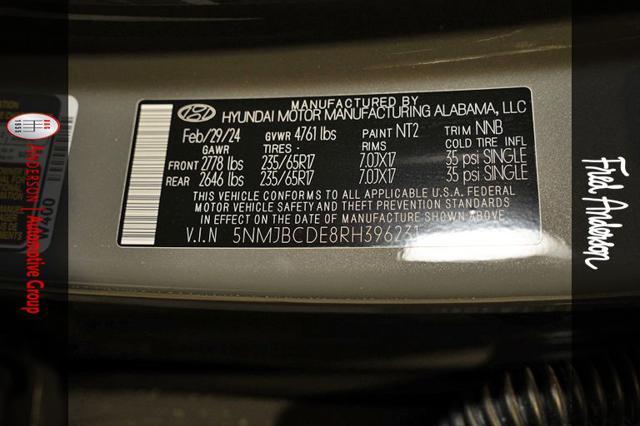 MANUFACTURED BY
HYUNDAI MOTOR MANUFACTURING ALABAMA, LLC
Feb/29/24 GVWR 4761 lbs PAINT NT2 TRIM NNB
GAWR TIRES - RIMS COLD TIRE INFL
FRONT 2778 lbs 235/65R17 7.0JX17 35 psi SINGLE
REAR 2646 lbs 235/65R17 7.0JX17 35 psi SINGLE
THIS VEHICLE CONFORMS TO ALL APPLICABLE U.S.A. FEDERAL
MOTOR VEHICLE SAFETY AND THEFT PREVENTION STANDARDS
IN EFFECT ON THE DATE OF MANUFACTURE SHOWN ABOVE.
V.I.N 5NMJBCDE8RH396231
Anderson Automotive Group
Fred Anderson